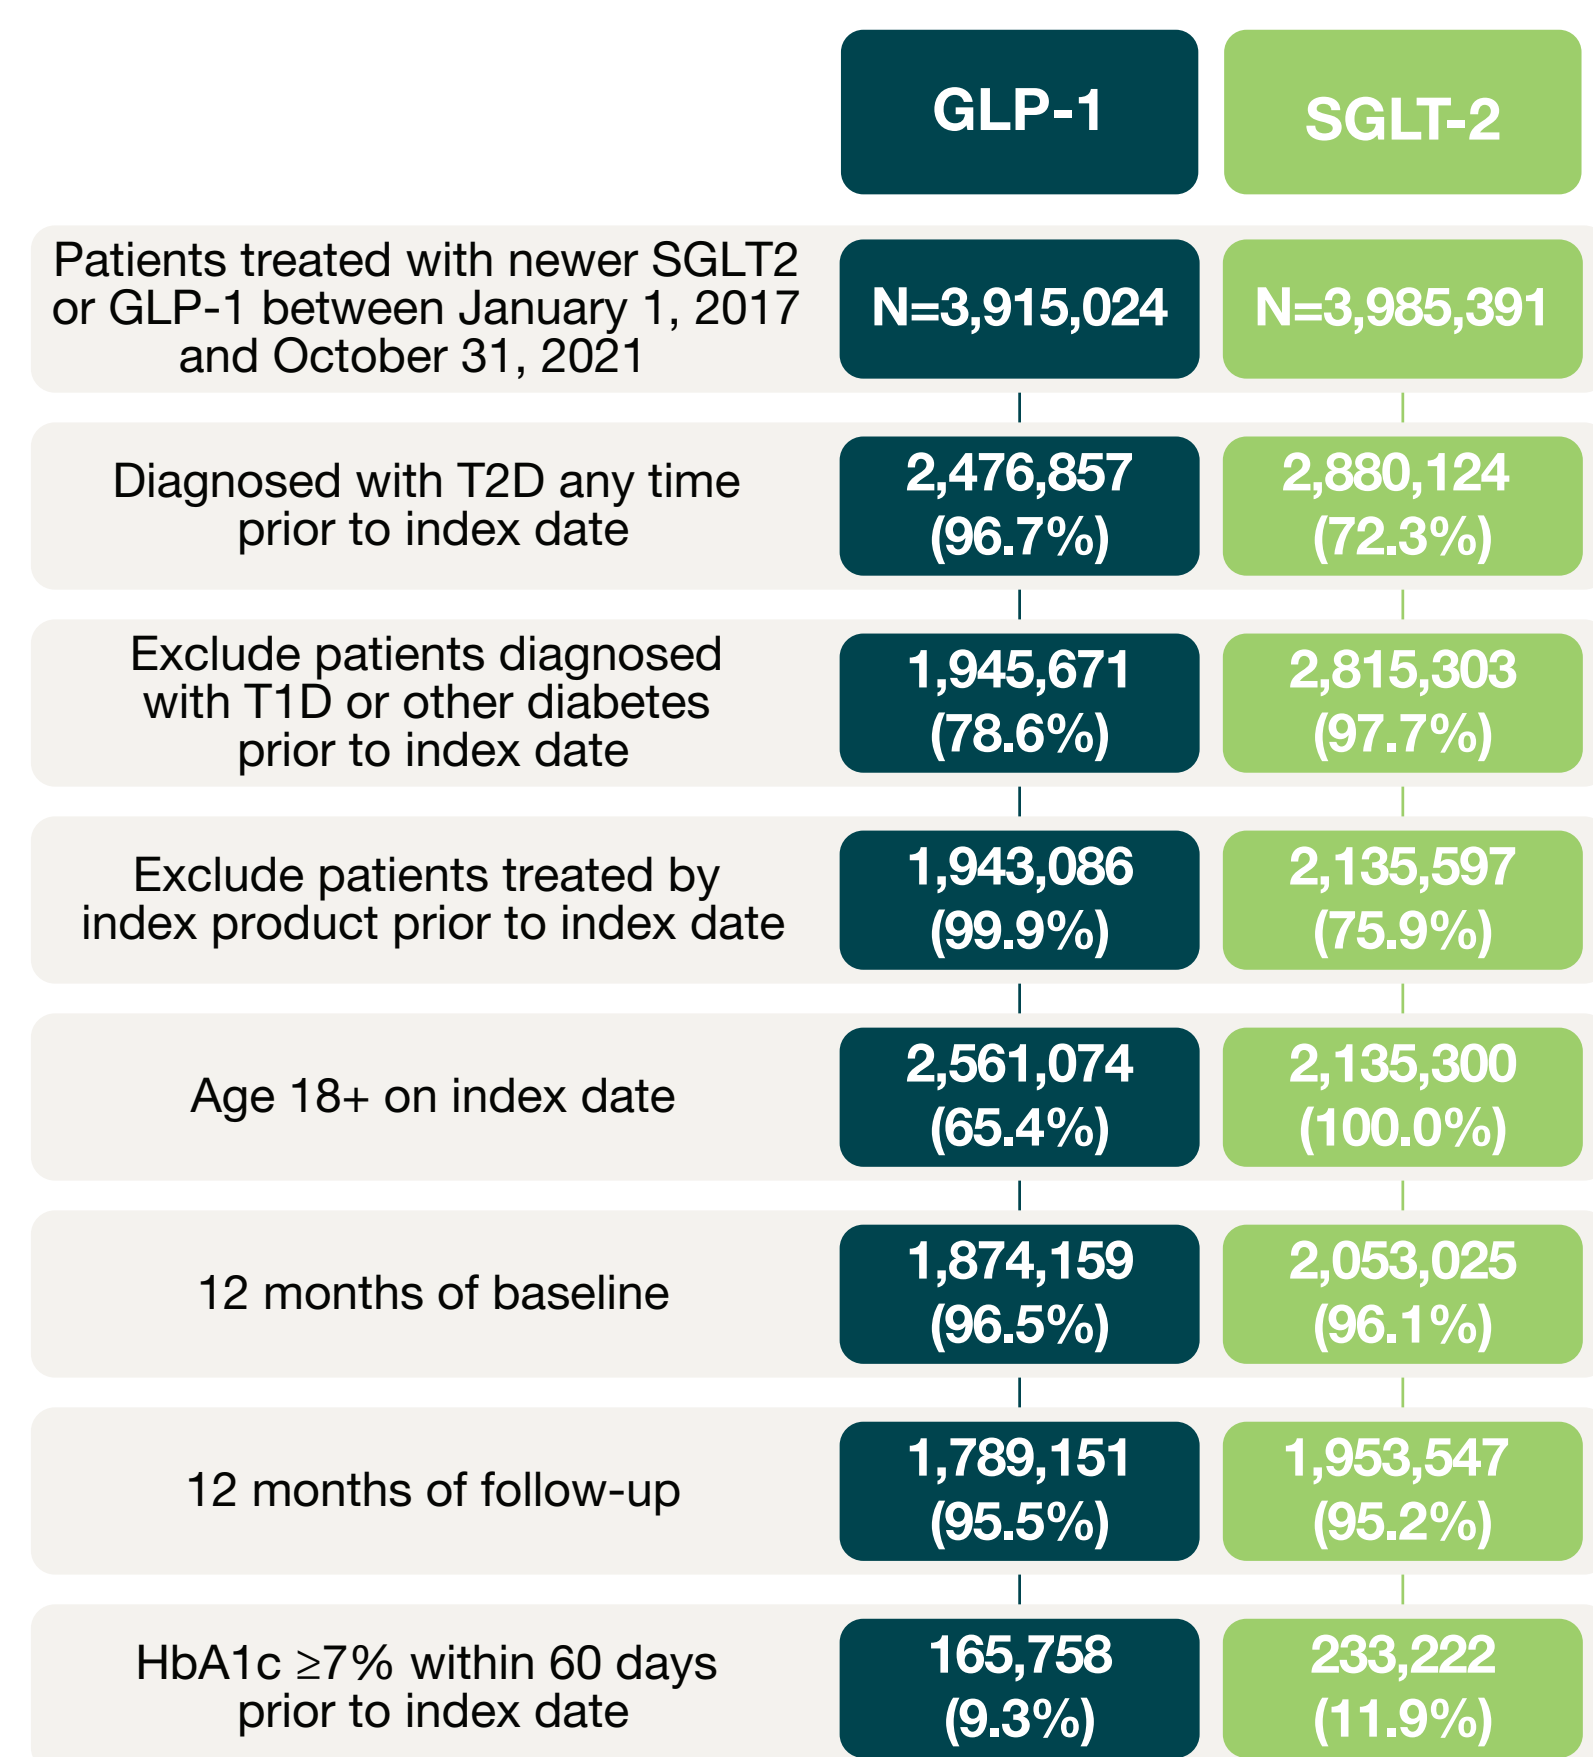 GLP-1
SGLT-2
Patients treated with newer SGLT2
or GLP-1 between January 1, 2017
and October 31, 2021
N=3,915,024
N=3,985,391
Diagnosed with T2D any time
prior to index date
2,476,857
(96.7%)
2,880,124
(72.3%)
Exclude patients diagnosed
with T1D or other diabetes
prior to index date
1,945,671
(78.6%)
2,815,303
(97.7%)
Exclude patients treated by
index product prior to index date
1,943,086
(99.9%)
2,135,597
(75.9%)
Age 18+ on index date
2,561,074
(65.4%)
2,135,300
(100.0%)
12 months of baseline
1,874,159
(96.5%)
2,053,025
(96.1%)
12 months of follow-up
1,789,151
(95.5%)
1,953,547
(95.2%)
HbA1c ≥7% within 60 days
prior to index date
165,758
(9.3%)
233,222
(11.9%)